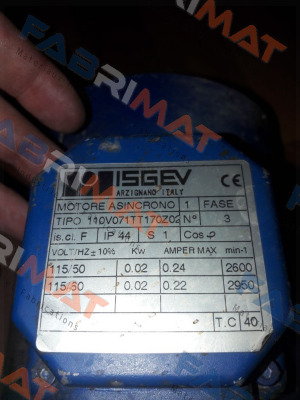 FABRIMAT
ISGEV
ARZIGNANO ITALY
CE
MOTORE ASINCRONO 1 FASE
TIPO 110V071TT170Z02 N° 3
is.cl. F IP 44 S 1 Cos φ
VOLT/HZ ± 10% Kw AMPER MAX min-1
115/50 0.02 0.24 2600
115/60 0.02 0.22 2950
T.C 40